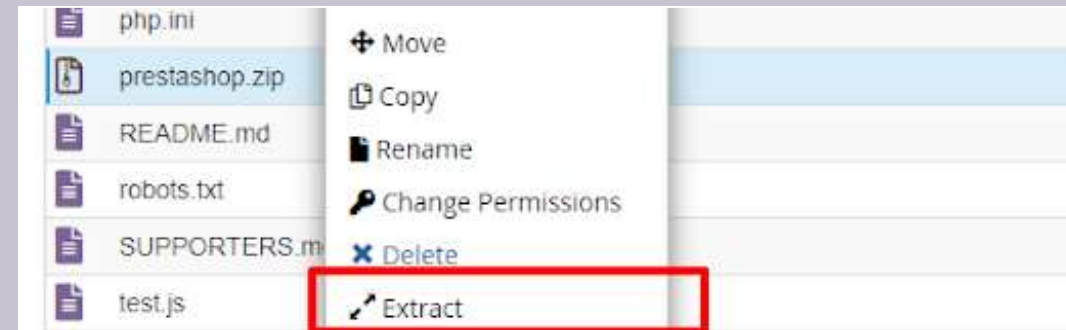 php.ini
prestashop.zip
README.md
robots.txt
SUPPORTERS.m
test.js
Move
Copy
Rename
Change Permissions
Delete
Extract